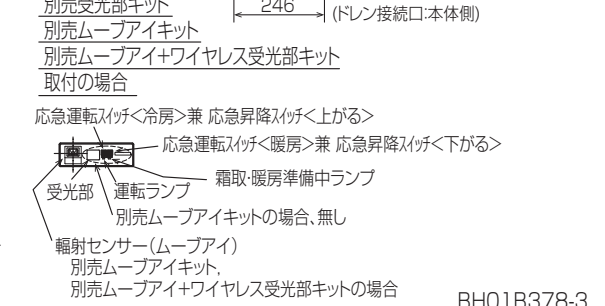 別売受光部キット
246
(ドレン接続口:本体側)
別売ムーブアイキット
別売ムーブアイ+ワイヤレス受光部キット
取付の場合
応急運転スイッチ<冷房>兼 応急昇降スイッチ<上がる>
応急運転スイッチ<暖房>兼 応急昇降スイッチ<下がる>
霜取・暖房準備中ランプ
受光部 運転ランプ
別売ムーブアイキットの場合、無し
輻射センサー(ムーブアイ)
別売ムーブアイキット,
別売ムーブアイ+ワイヤレス受光部キットの場合
RH01B378-3